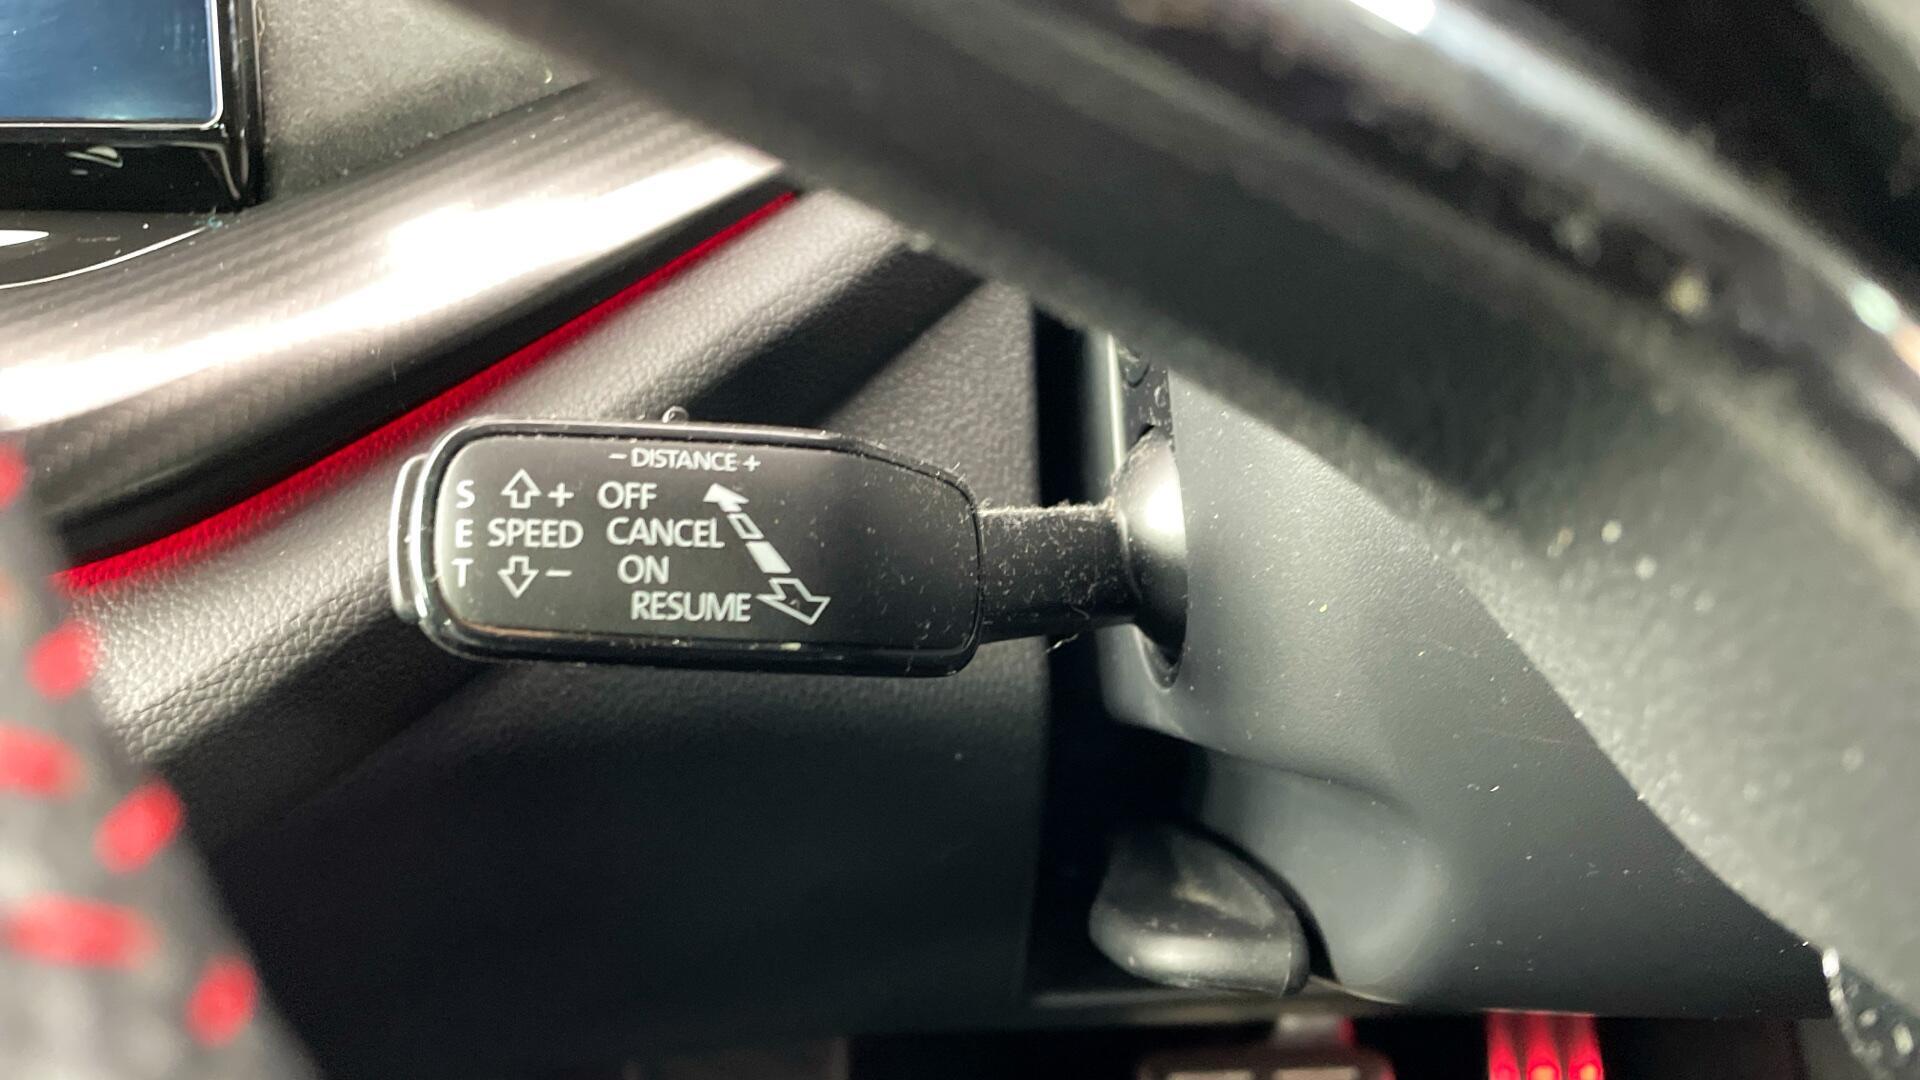 - DISTANCE +
S + OFF
E SPEED CANCEL
T - ON
RESUME